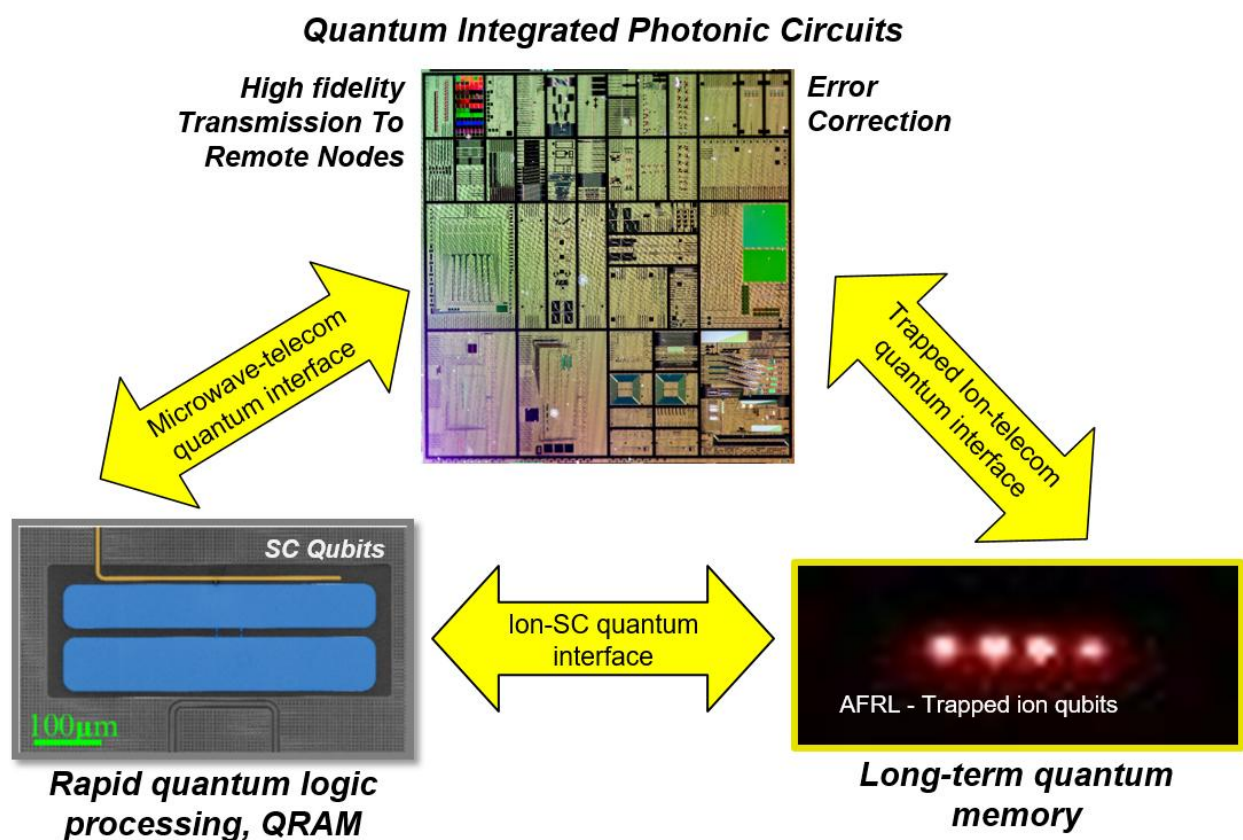 Quantum Integrated Photonic Circuits
High fidelity
Transmission To
Remote Nodes
Error
Correction
Microwave-telecom
quantum interface
Trapped Ion-telecom
quantum interface
SC Qubits
100μm
Ion-SC quantum
interface
AFRL - Trapped ion qubits
Rapid quantum logic
processing, QRAM
Long-term quantum
memory